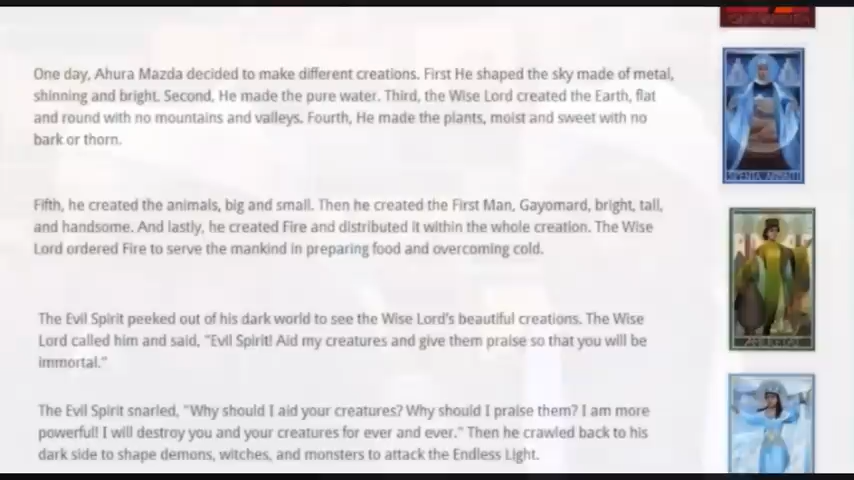 One day, Ahura Mazda decided to make different creations. First He shaped the sky made of metal,
shinning and bright. Second, He made the pure water. Third, the Wise Lord created the Earth, flat
and round with no mountains and valleys. Fourth, He made the plants, moist and sweet with no
bark or thorn.
Fifth, he created the animals, big and small. Then he created the First Man, Gayomard, bright, tall,
and handsome. And lastly, he created Fire and distributed it within the whole creation. The Wise
Lord ordered Fire to serve the mankind in preparing food and overcoming cold.
The Evil Spirit peeked out of his dark world to see the Wise Lord's beautiful creations. The Wise
Lord called him and said, "Evil Spirit! Aid my creatures and give them praise so that you will be
immortal."
The Evil Spirit snarled, "Why should I aid your creatures? Why should I praise them? I am more
powerful! I will destroy you and your creatures for ever and ever." Then he crawled back to his
dark side to shape demons, witches, and monsters to attack the Endless Light.